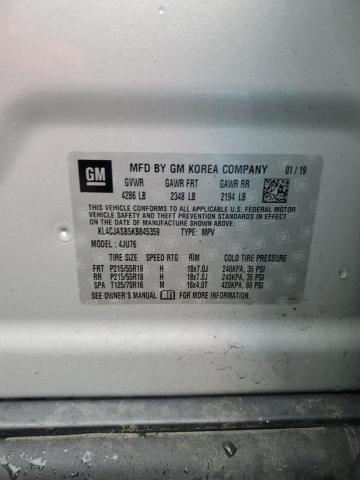 GM
MFD BY GM KOREA COMPANY 01/19
GVWR GAWR FRT GAWR RR
4286 LB 2348 LB 2194 LB
THIS VEHICLE CONFORMS TO ALL APPLICABLE U.S. FEDERAL MOTOR
VEHICLE SAFETY AND THEFT PREVENTION STANDARDS IN
EFFECT ON THE DATE OF MANUFACTURE SHOWN ABOVE.
KL4CJASB5KB845359 TYPE: MPV
MODEL: 4JU76
TIRE SIZE SPEED RTG RIM COLD TIRE PRESSURE
FRT P215/55R18 H 18x7.0J 240KPA, 35 PSI
RR P215/55R18 H 18x7.0J 240KPA, 35 PSI
SPA T125/70R16 M 16x4.0T 420KPA, 60 PSI
SEE OWNER'S MANUAL FOR MORE INFORMATION.